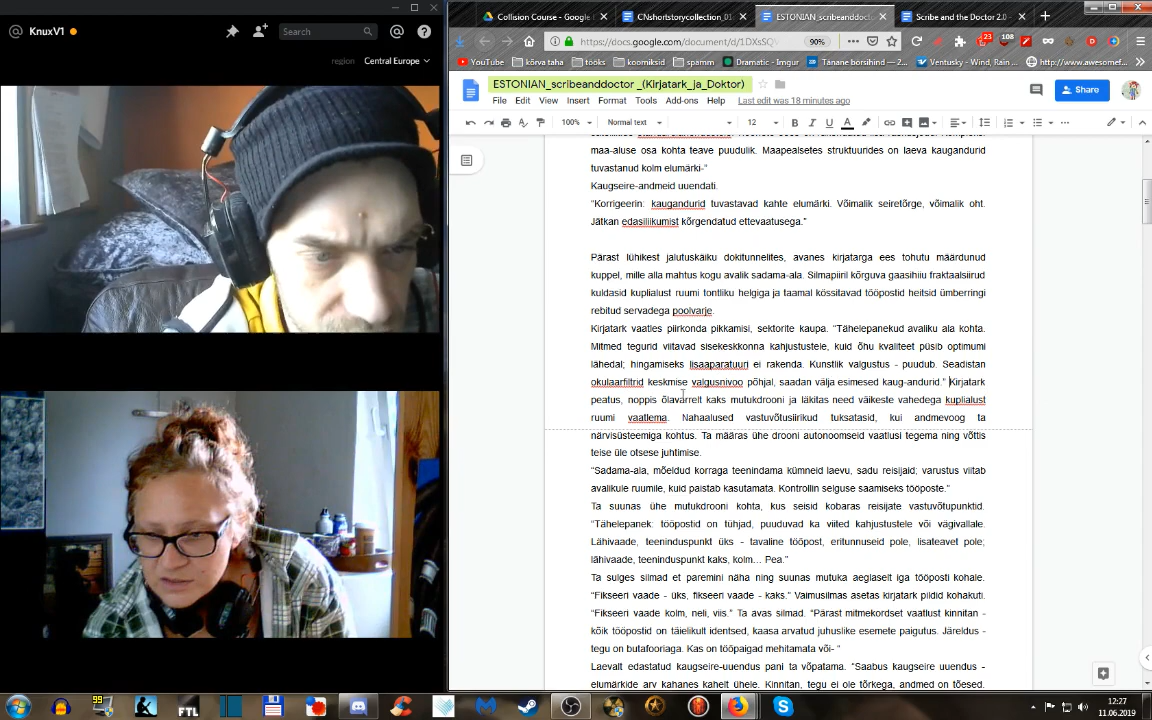 KnuxV1
Search
region Central Europe
Collision Course - Google
CNshortstorycollection_01
ESTONIAN_scribeanddoctor
Scribe and the Doctor 2.0
https://docs.google.com/document/d/1DXsSQV
90%
23
108
YouTube
kõrva taha
tööks
koomiksid
spämm
Dramatic - Imgur
Tänane börsihind — 2...
Ventusky - Wind, Rain ...
http://www.awesomef...
ESTONIAN_scribeanddoctor _(Kirjatark_ja_Doktor)
File Edit View Insert Format Tools Add-ons Help Last edit was 18 minutes ago
Share
100% Normal text 12 B I U A
maa-aluse osa kohta teave puudulik. Maapealsetes struktuurides on laeva kaugandurid
tuvastanud kolm elumärki-”
Kaugseire-andmeid uuendati.
“Korrigeerin: kaugandurid tuvastavad kahte elumärki. Võimalik seiretõrge, võimalik oht.
Jätkan edasiliikumist kõrgendatud ettevaatusega.”
Pärast lühikest jalutuskäiku dokitunnelites, avanes kirjatarga ees tohutu määrdunud
kuppel, mille alla mahtus kogu avalik sadama-ala. Silmapiiril kõrguva gaasihiiu fraktaalsiirud
kuldasid kuplialust ruumi tontliku helgiga ja taamal kössitavad tööpostid heitsid ümberringi
rebitud servadega poolvarje.
Kirjatark vaatles piirkonda pikkamisi, sektorite kaupa. “Tähelepanekud avaliku ala kohta.
Mitmed tegurid viitavad sisekeskkonna kahjustustele, kuid õhu kvaliteet püsib optimumi
lähedal; hingamiseks lisaaparatuuri ei rakenda. Kunstlik valgustus - puudub. Seadistan
okulaarfiltrid keskmise valgusnivoo põhjal, saadan välja esimesed kaug-andurid.” Kirjatark
peatus, noppis õlavarrelt kaks mutukdrooni ja läkitas need väikeste vahedega kuplialust
ruumi vaatlema. Nahaalused vastuvõtusiirikud tuksatasid, kui andmevoog ta
närvisüsteemiga kohtus. Ta määras ühe drooni autonoomseid vaatlusi tegema ning võttis
teise üle otsese juhtimise.
“Sadama-ala, mõeldud korraga teenindama kümneid laevu, sadu reisijaid; varustus viitab
avalikule ruumile, kuid paistab kasutamata. Kontrollin selguse saamiseks tööposte.“
Ta suunas ühe mutukdrooni kohta, kus seisid kobaras reisijate vastuvõtupunktid.
“Tähelepanek: tööpostid on tühjad, puuduvad ka viited kahjustustele või vägivallale.
Lähivaade, teeninduspunkt üks - tavaline tööpost, eritunnuseid pole, lisateavet pole;
lähivaade, teeninduspunkt kaks, kolm... Pea.”
Ta sulges silmad et paremini näha ning suunas mutuka aeglaselt iga tööposti kohale.
“Fikseeri vaade - üks, fikseeri vaade - kaks.” Vaimusilmas asetas kirjatark pildid kohakuti.
“Fikseeri vaade kolm, neli, viis.” Ta avas silmad. “Pärast mitmekordset vaatlust kinnitan -
kõik tööpostid on täielikult identsed, kaasa arvatud juhuslike esemete paigutus. Järeldus -
tegu on butafooriaga. Kas on tööpaigad mehitamata või- ”
Laevalt edastatud kaugseire-uuendus pani ta võpatama. “Saabus kaugseire uuendus -
elumärkide arv kahanes kahelt ühele. Kinnitan, tegu ei ole tõrkega, andmed on tõesed.
99
FTL
12:27
11.06.2019